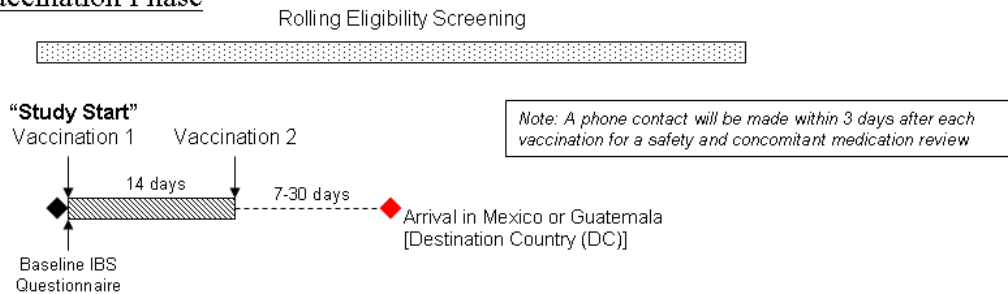 Rolling Eligibility Screening
"Study Start"
Vaccination 1
Vaccination 2
Note: A phone contact will be made within 3 days after each
vaccination for a safety and concomitant medication review
14 days
7-30 days
Arrival in Mexico or Guatemala
[Destination Country (DC)]
Baseline IBS
Questionnaire